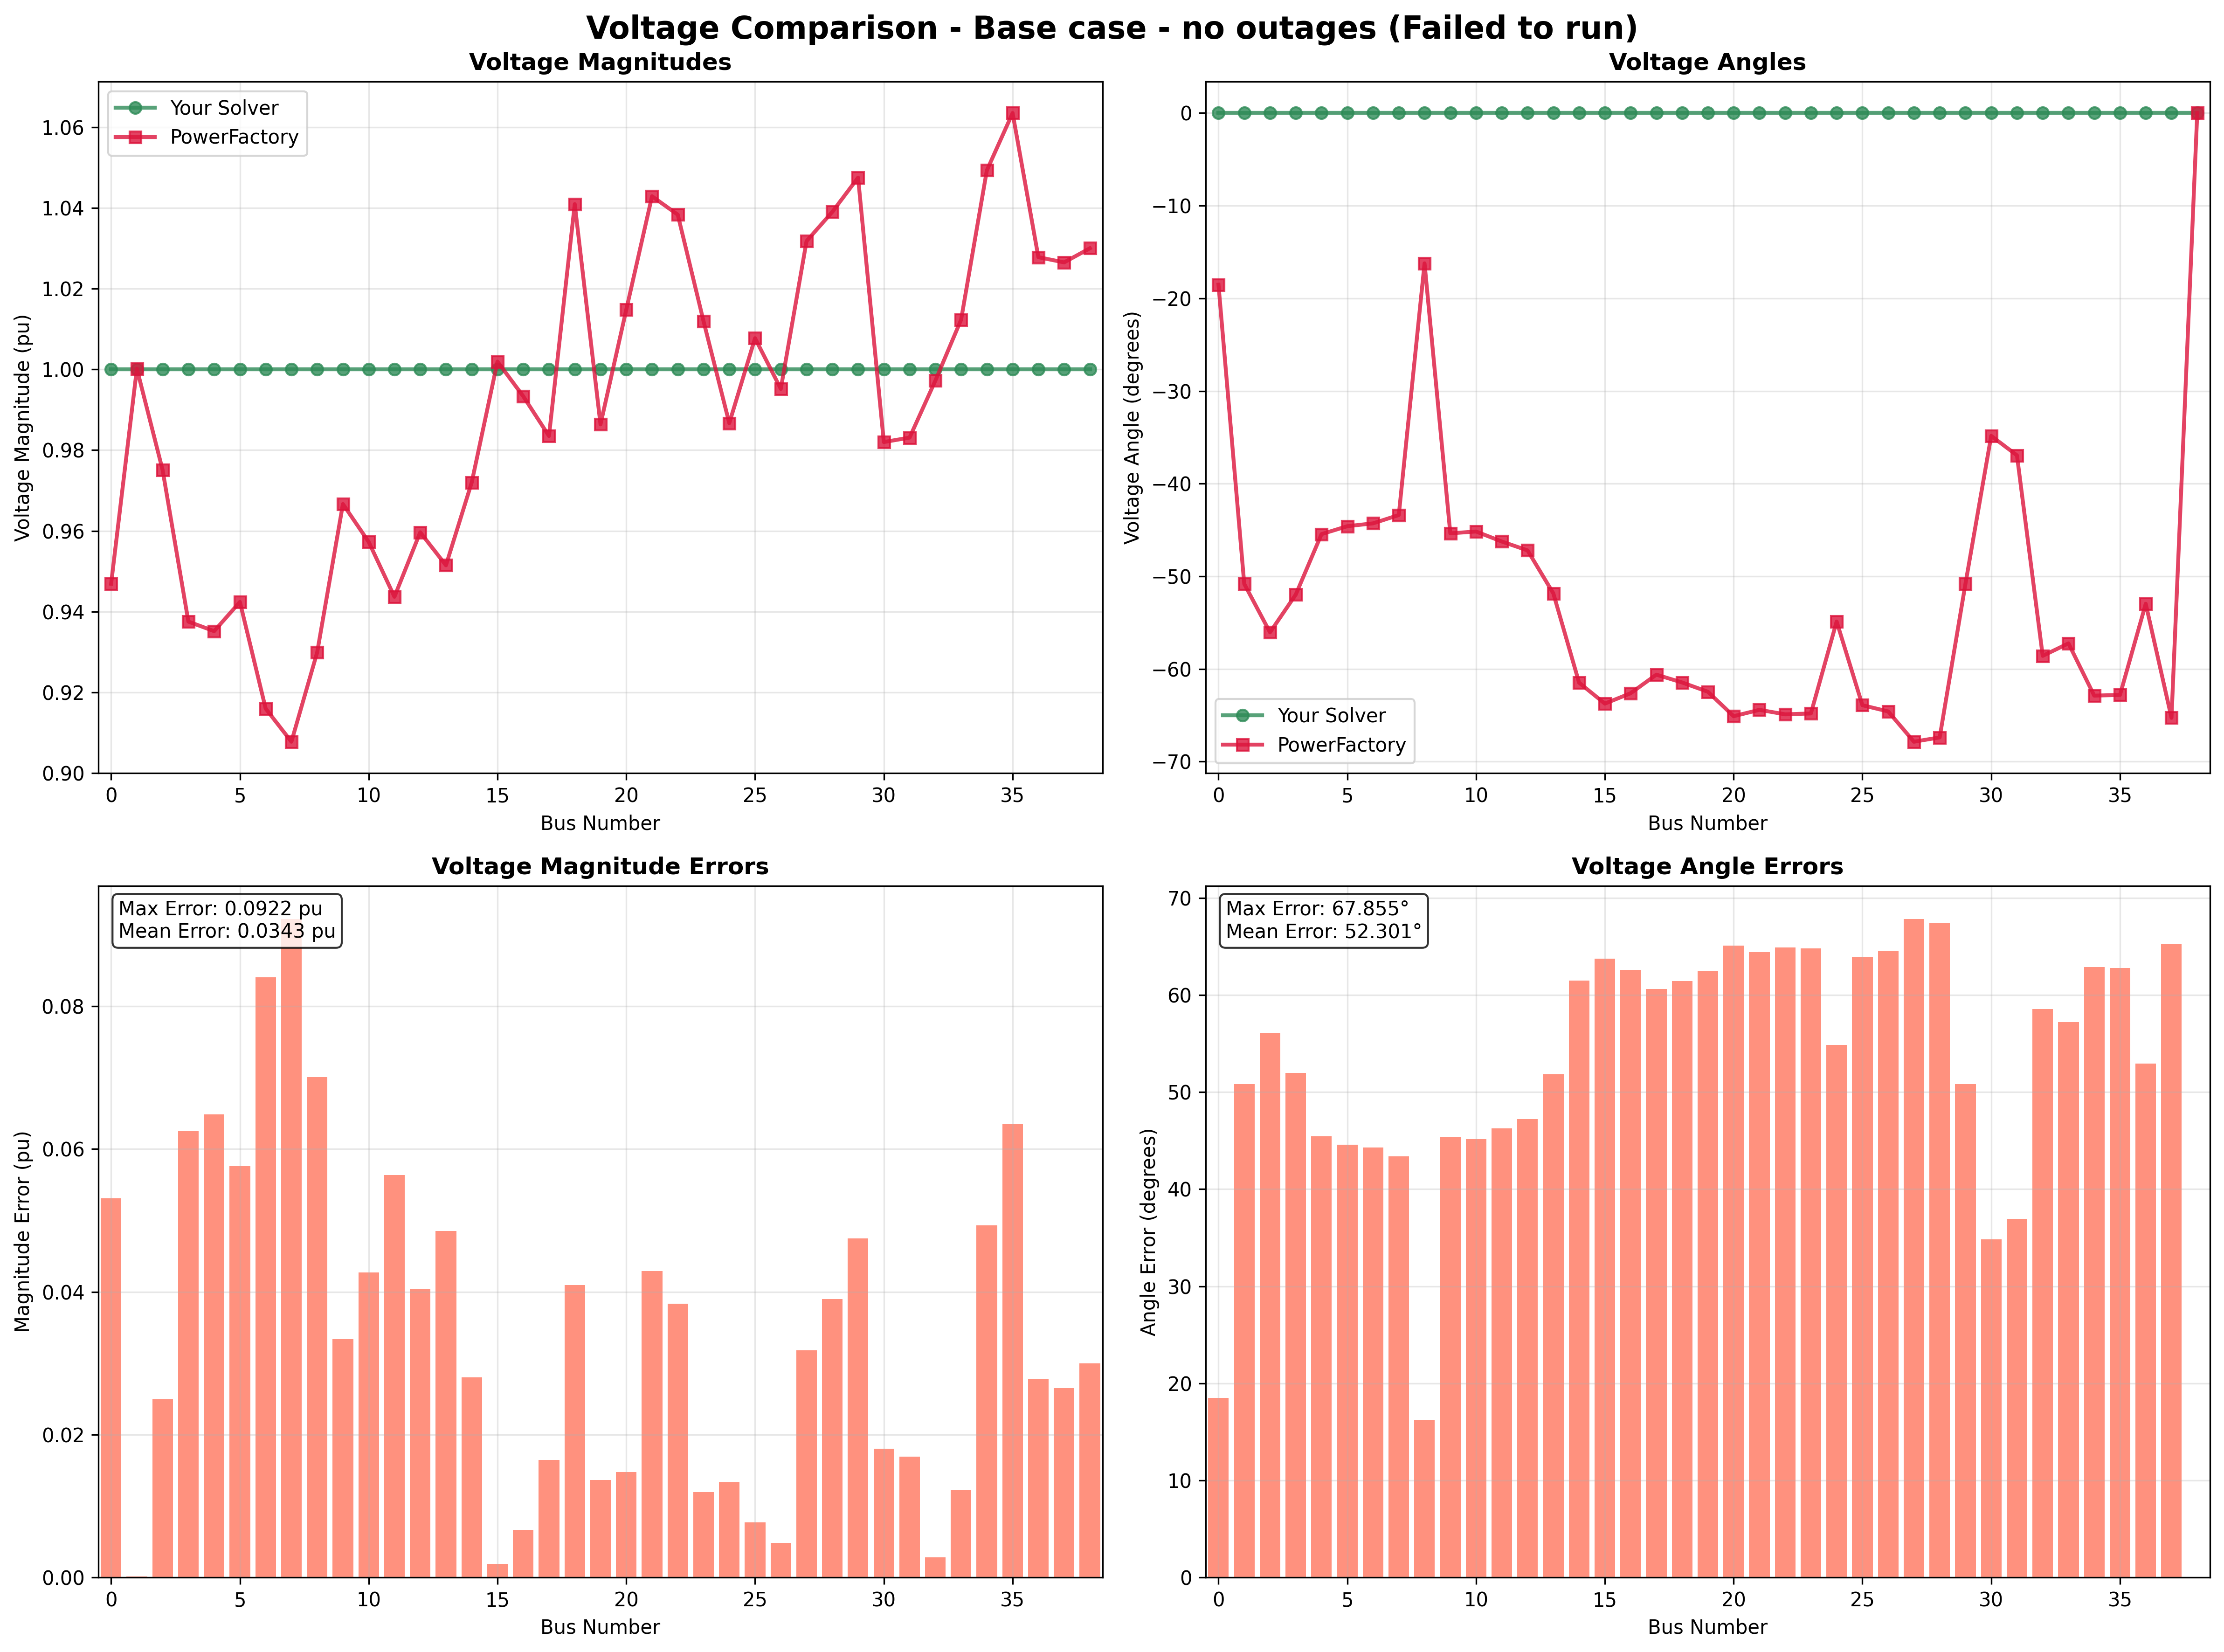 Voltage Comparison - Base case - no outages (Failed to run)
Voltage Magnitudes
Your Solver
PowerFactory
1.06
1.04
1.02
1.00
0.98
0.96
0.94
0.92
0.90
Voltage Magnitude (pu)
0 5 10 15 20 25 30 35
Bus Number
Voltage Angles
0
−10
−20
−30
−40
−50
−60
−70
Voltage Angle (degrees)
Your Solver
PowerFactory
0 5 10 15 20 25 30 35
Bus Number
Voltage Magnitude Errors
Max Error: 0.0922 pu
Mean Error: 0.0343 pu
0.08
0.06
0.04
0.02
0.00
Magnitude Error (pu)
0 5 10 15 20 25 30 35
Bus Number
Voltage Angle Errors
Max Error: 67.855°
Mean Error: 52.301°
70
60
50
40
30
20
10
0
Angle Error (degrees)
0 5 10 15 20 25 30 35
Bus Number